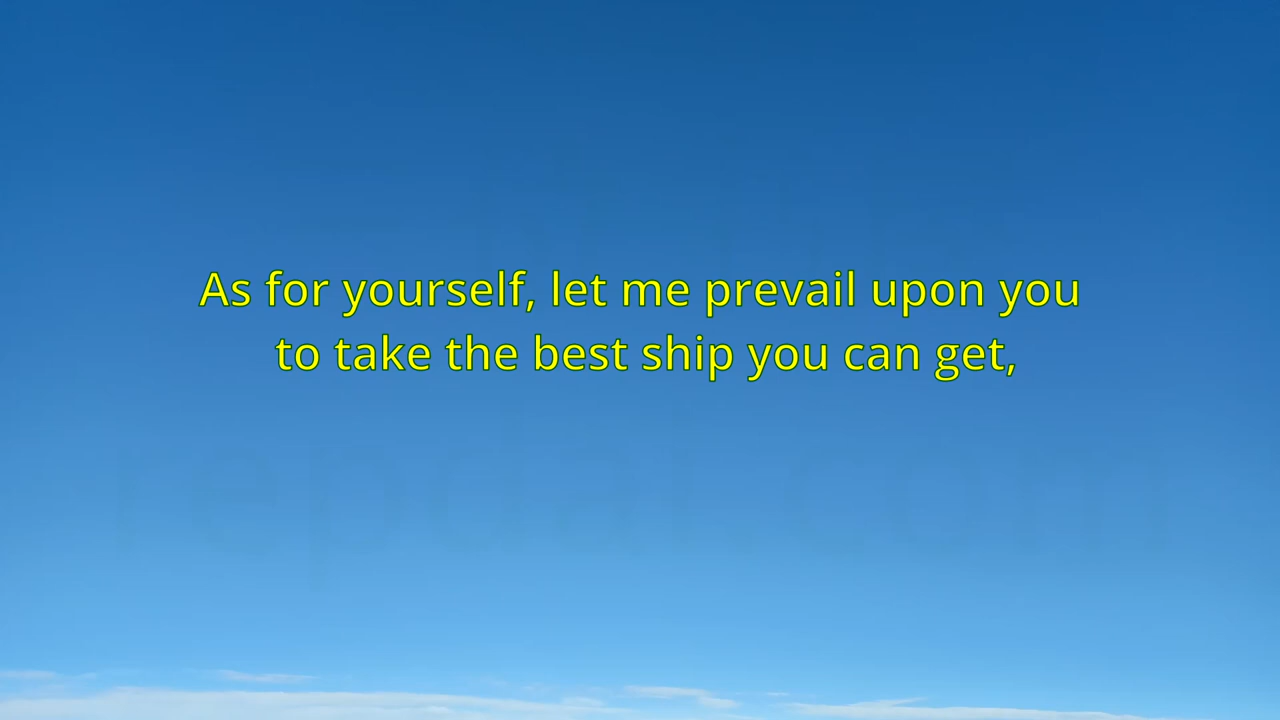 As for yourself, let me prevail upon you
to take the best ship you can get,